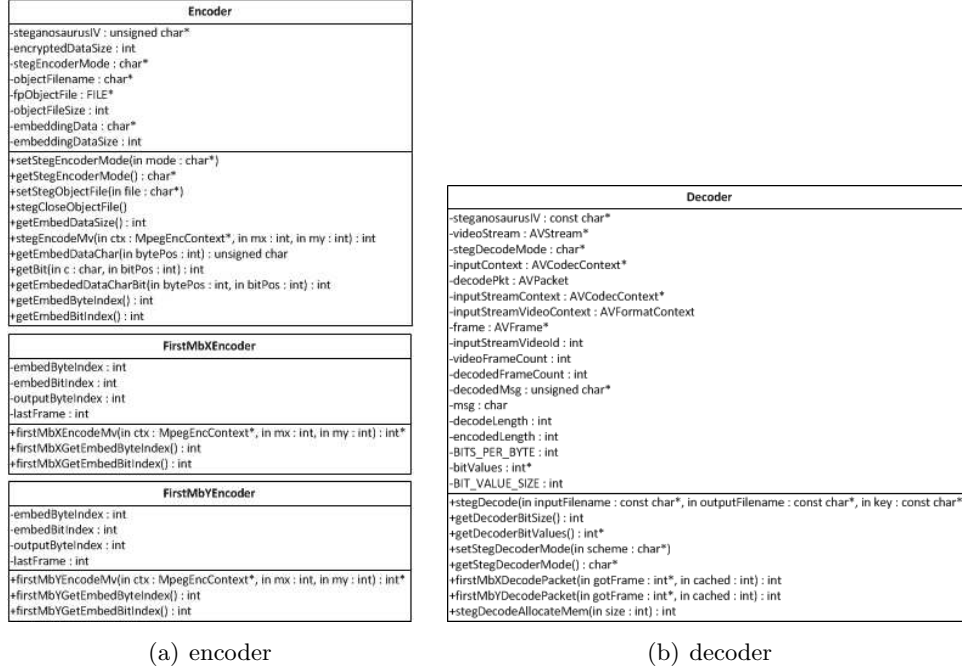 Encoder
-steganosaurusIV : unsigned char*
-encryptedDataSize : int
-stegEncoderMode : char*
-objectFilename : char*
-fpObjectFile : FILE*
-objectFileSize : int
-embeddingData : char*
-embeddingDataSize : int
+setStegEncoderMode(in mode : char*)
+getStegEncoderMode() : char*
+setStegObjectFile(in file : char*)
+stegCloseObjectFile()
+getEmbedDataSize() : int
+stegEncodeMv(in ctx : MpegEncContext*, in mx : int, in my : int) : int
+getEmbedDataChar(in bytePos : int) : unsigned char
+getBit(in c : char, in bitPos : int) : int
+getEmbededDataCharBit(in bytePos : int, in bitPos : int) : int
+getEmbedByteIndex() : int
+getEmbedBitIndex() : int
FirstMbXEncoder
-embedByteIndex : int
-embedBitIndex : int
-outputByteIndex : int
-lastFrame : int
+firstMbXEncodeMv(in ctx : MpegEncContext*, in mx : int, in my : int) : int*
+firstMbXGetEmbedByteIndex() : int
+firstMbXGetEmbedBitIndex() : int
FirstMbYEncoder
-embedByteIndex : int
-embedBitIndex : int
-outputByteIndex : int
-lastFrame : int
+firstMbYEncodeMv(in ctx : MpegEncContext*, in mx : int, in my : int) : int*
+firstMbYGetEmbedByteIndex() : int
+firstMbYGetEmbedBitIndex() : int
(a) encoder
Decoder
-steganosaurusIV : const char*
-videoStream : AVStream*
-stegDecodeMode : char*
-inputContext : AVCodecContext*
-decodePkt : AVPacket
-inputStreamContext : AVCodecContext*
-inputStreamVideoContext : AVFormatContext
-frame : AVFrame*
-inputStreamVideoId : int
-videoFrameCount : int
-decodedFrameCount : int
-decodedMsg : unsigned char*
-msg : char
-decodeLength : int
-encodedLength : int
-BITS_PER_BYTE : int
-bitValues : int*
-BIT_VALUE_SIZE : int
+stegDecode(in inputFilename : const char*, in outputFilename : const char*, in key : const char*
+getDecoderBitSize() : int
+getDecoderBitValues() : int*
+setStegDecoderMode(in scheme : char*)
+getStegDecoderMode() : char*
+firstMbXDecodePacket(in gotFrame : int*, in cached : int) : int
+firstMbYDecodePacket(in gotFrame : int*, in cached : int) : int
+stegDecodeAllocateMem(in size : int) : int
(b) decoder